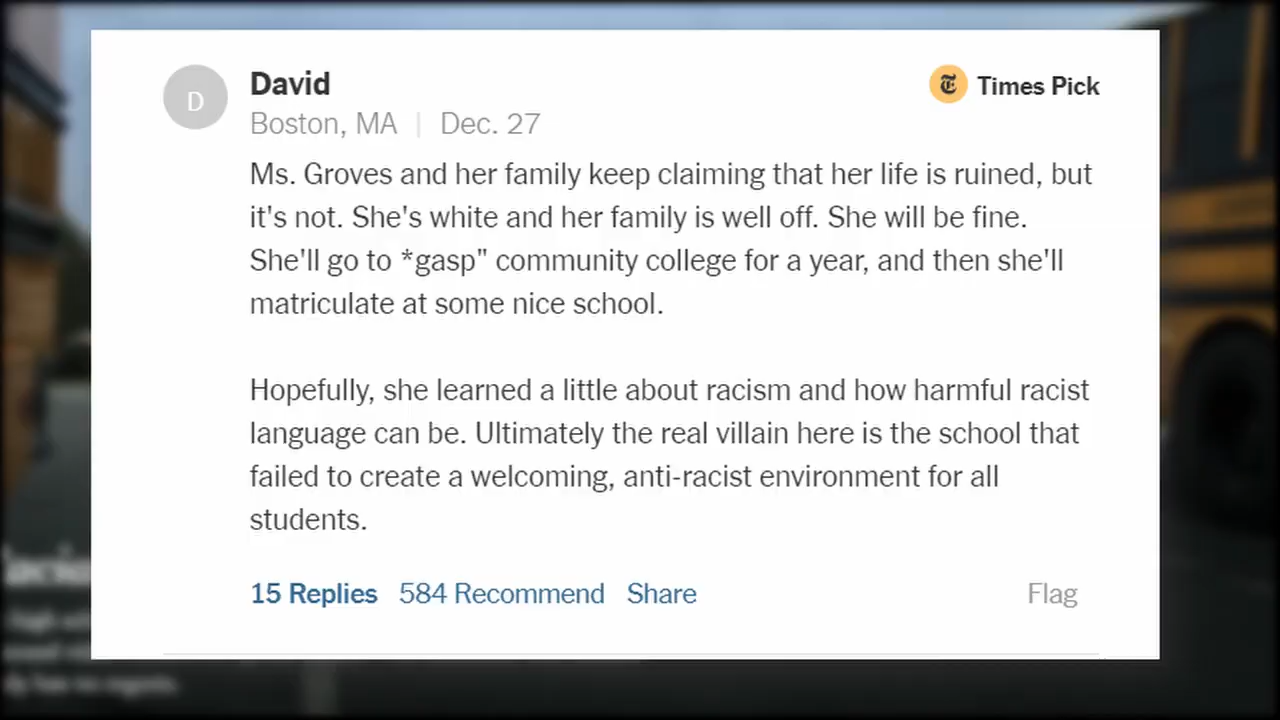 D
David
Times Pick
Boston, MA | Dec. 27
Ms. Groves and her family keep claiming that her life is ruined, but
it's not. She's white and her family is well off. She will be fine.
She'll go to *gasp" community college for a year, and then she'll
matriculate at some nice school.
Hopefully, she learned a little about racism and how harmful racist
language can be. Ultimately the real villain here is the school that
failed to create a welcoming, anti-racist environment for all
students.
15 Replies 584 Recommend Share Flag